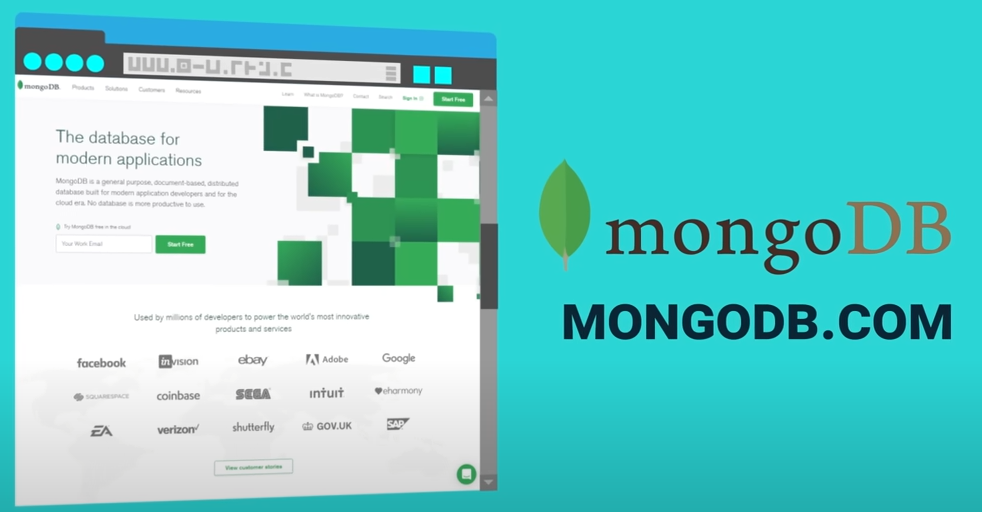 mongoDB.
Products Solutions Customers Resources
Learn What is MongoDB? Contact Search Sign In Start Free
The database for
modern applications
MongoDB is a general purpose, document-based, distributed
database built for modern application developers and for the
cloud era. No database is more productive to use.
Try MongoDB free in the cloud!
Your Work Email
Start Free
Used by millions of developers to power the world's most innovative
products and services
facebook inVision ebay Adobe Google
SQUARESPACE coinbase SEGA intuit eharmony
EA verizon shutterfly GOV.UK SAP
View customer stories
mongoDB
MONGODB.COM